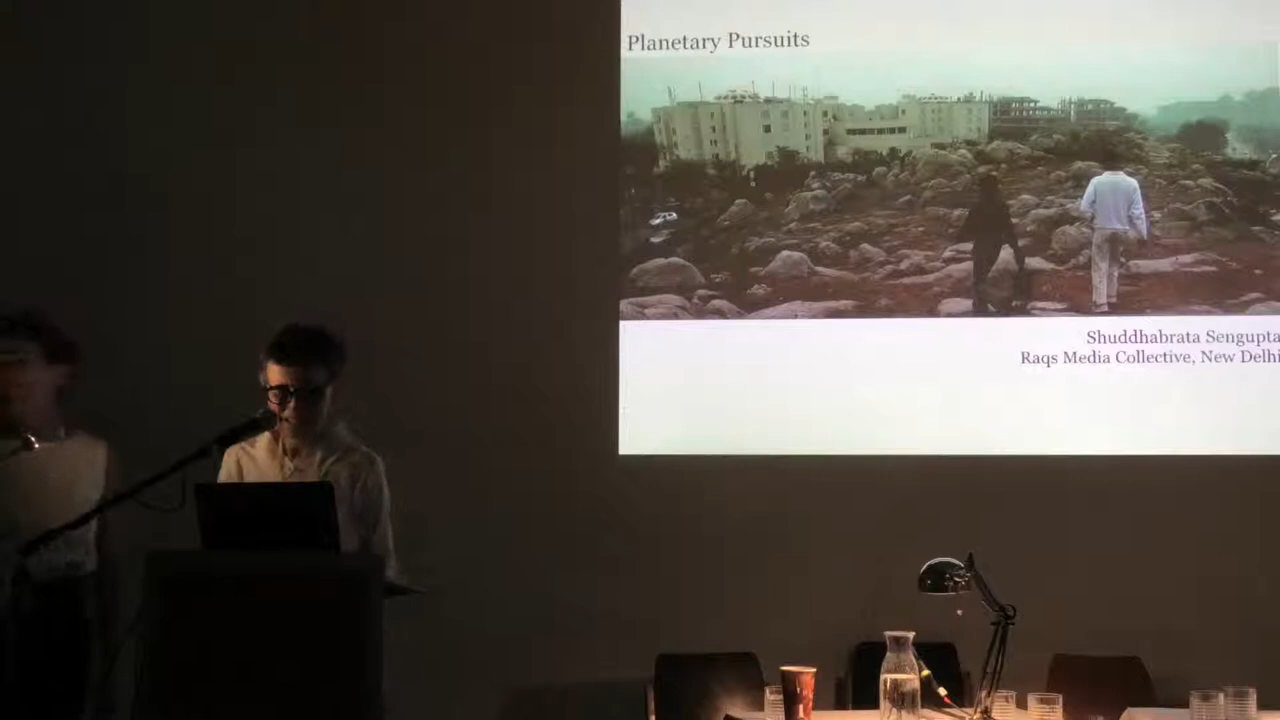 Planetary Pursuits
Shuddhabrata Sengupta
Raqs Media Collective, New Delhi